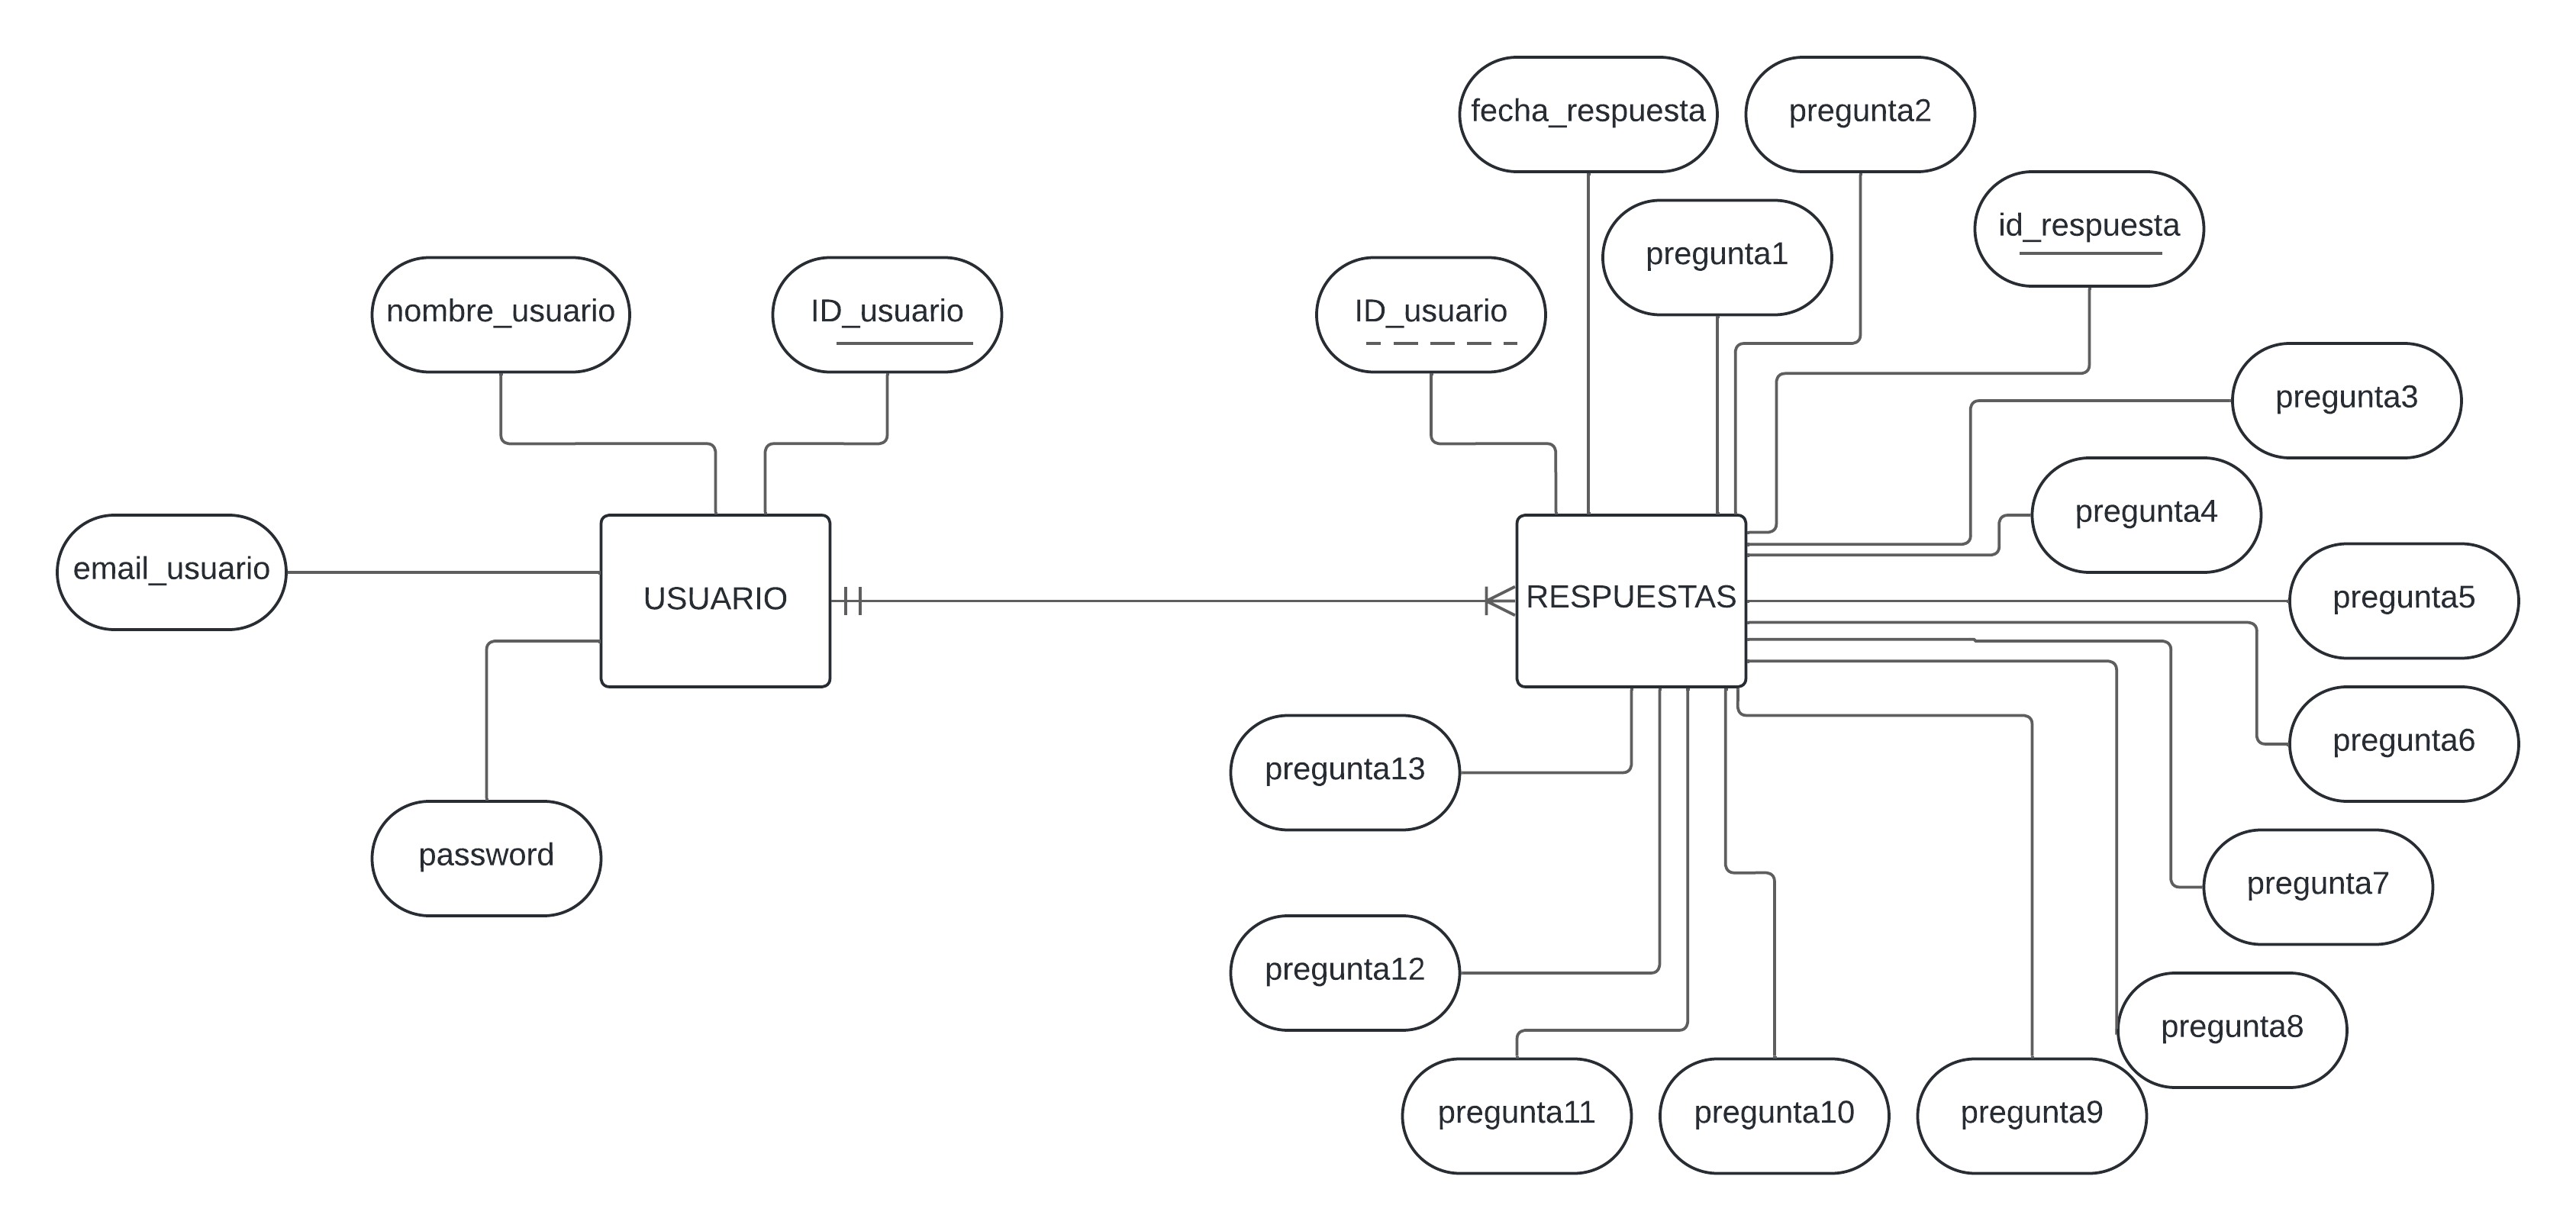 fecha_respuesta
pregunta2
pregunta1
id_respuesta
nombre_usuario
ID_usuario
ID_usuario
pregunta3
pregunta4
email_usuario
USUARIO
RESPUESTAS
pregunta5
pregunta6
pregunta13
password
pregunta7
pregunta12
pregunta8
pregunta11
pregunta10
pregunta9